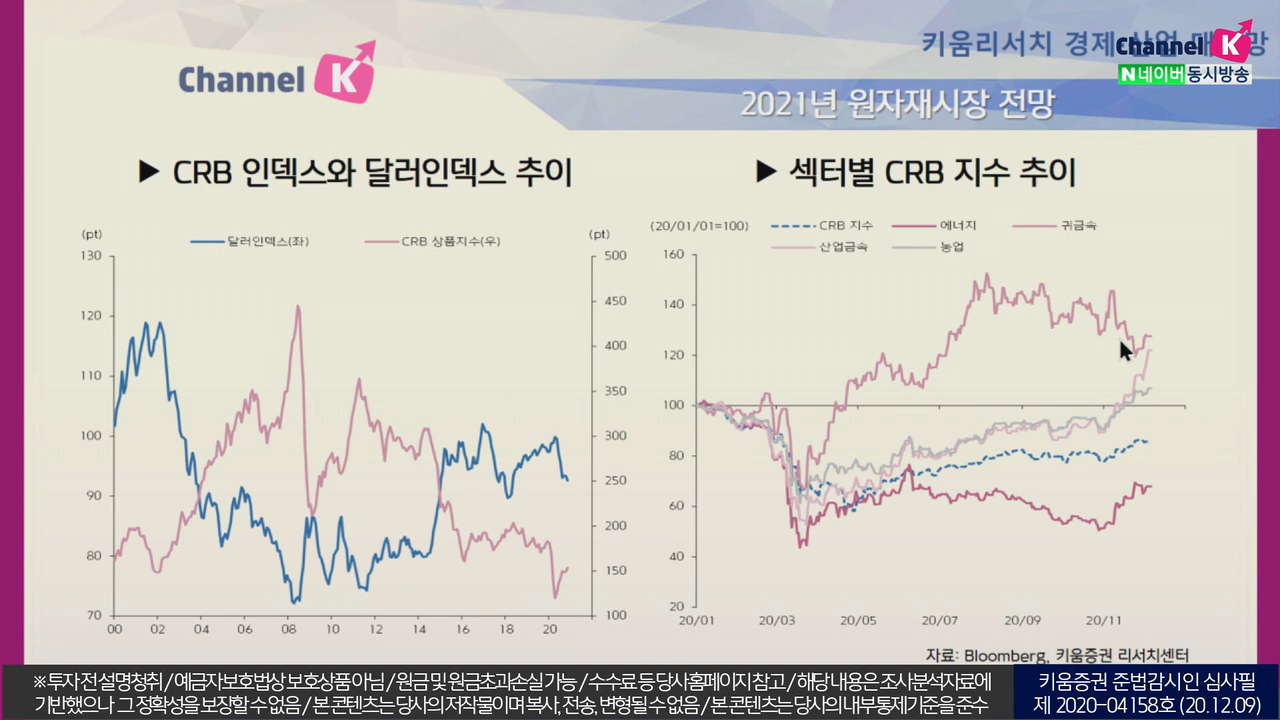 키움리서치 경제 산업 대 망
Channel K
N네이버 동시방송
Channel K
2021년 원자재시장 전망
▶ CRB 인덱스와 달러인덱스 추이
(pt)
달러인덱스(좌)
CRB 상품지수(우)
(pt)
130
120
110
100
90
80
70
500
450
400
350
300
250
200
150
100
00 02 04 06 08 10 12 14 16 18 20
▶ 섹터별 CRB 지수 추이
(20/01/01=100)
CRB 지수 에너지 귀금속
산업금속 농업
160
140
120
100
80
60
40
20
20/01 20/03 20/05 20/07 20/09 20/11
자료: Bloomberg, 키움증권 리서치센터
※ 투자 전 설명청취 / 예금자보호법상 보호상품 아님 / 원금 및 원금초과손실 가능 / 수수료 등 당사홈페이지 참고 / 해당 내용은 조사분석자료에
기반했으나 그 정확성을 보장할 수 없음 / 본 콘텐츠는 당사의 저작물이며 복사, 전송, 변형될 수 없음 / 본 콘텐츠는 당사의 내부통제기준을 준수
키움증권 준법감시인 심사필
제 2020-04158호 (20.12.09)